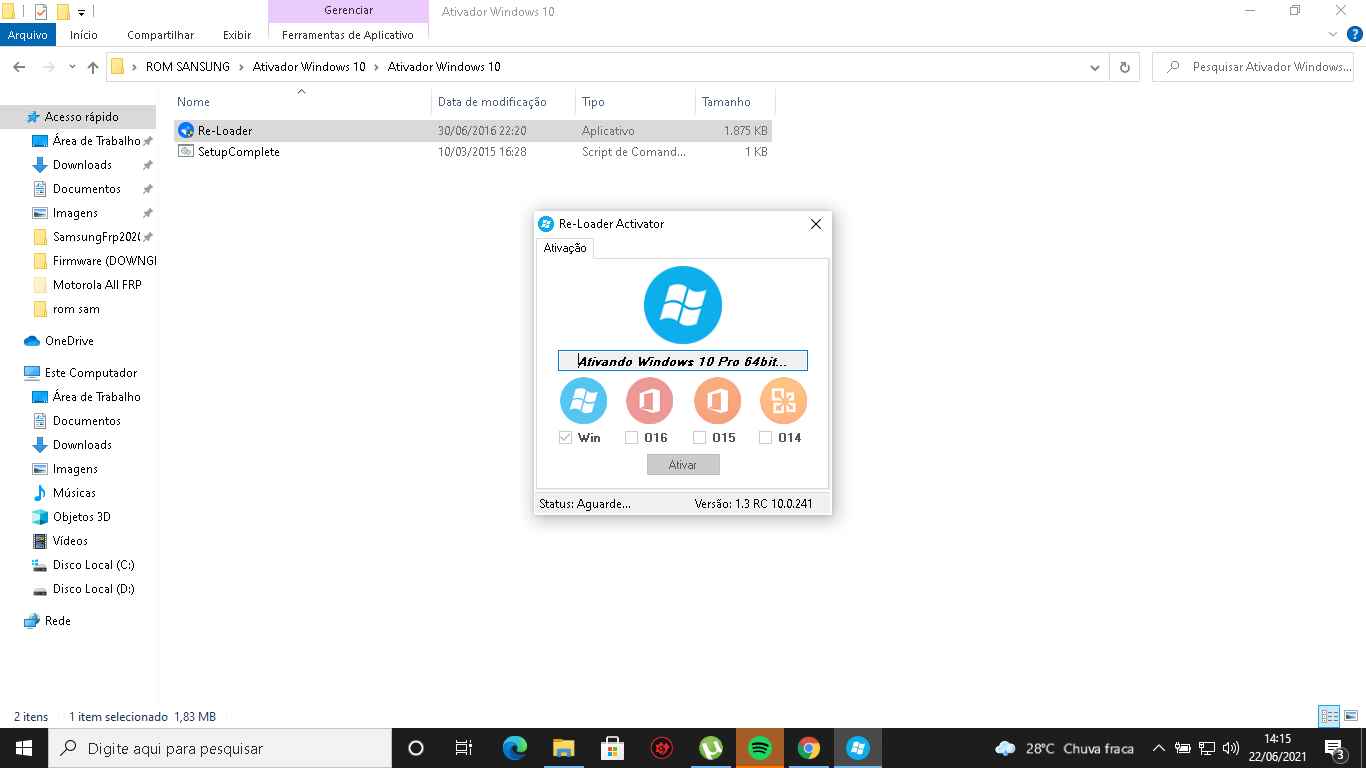 Gerenciar
Ativador Windows 10
Arquivo
Início
Compartilhar
Exibir
Ferramentas de Aplicativo
ROM SANSUNG
Ativador Windows 10
Ativador Windows 10
Pesquisar Ativador Windows...
Nome
Data de modificação
Tipo
Tamanho
Re-Loader
30/06/2016 22:20
Aplicativo
1.875 KB
SetupComplete
10/03/2015 16:28
Script de Comand...
1 KB
Acesso rápido
Área de Trabalho
Downloads
Documentos
Imagens
SamsungFrp202(
Firmware (DOWNGI
Motorola All FRP
rom sam
OneDrive
Este Computador
Área de Trabalho
Documentos
Downloads
Imagens
Músicas
Objetos 3D
Vídeos
Disco Local (C:)
Disco Local (D:)
Rede
Re-Loader Activator
Ativação
Ativando Windows 10 Pro 64bit...
Win
O16
O15
O14
Ativar
Status: Aguarde...
Versão: 1.3 RC 10.0.241
2 itens
1 item selecionado 1,83 MB
Digite aqui para pesquisar
28°C Chuva fraca
14:15
22/06/2021
3